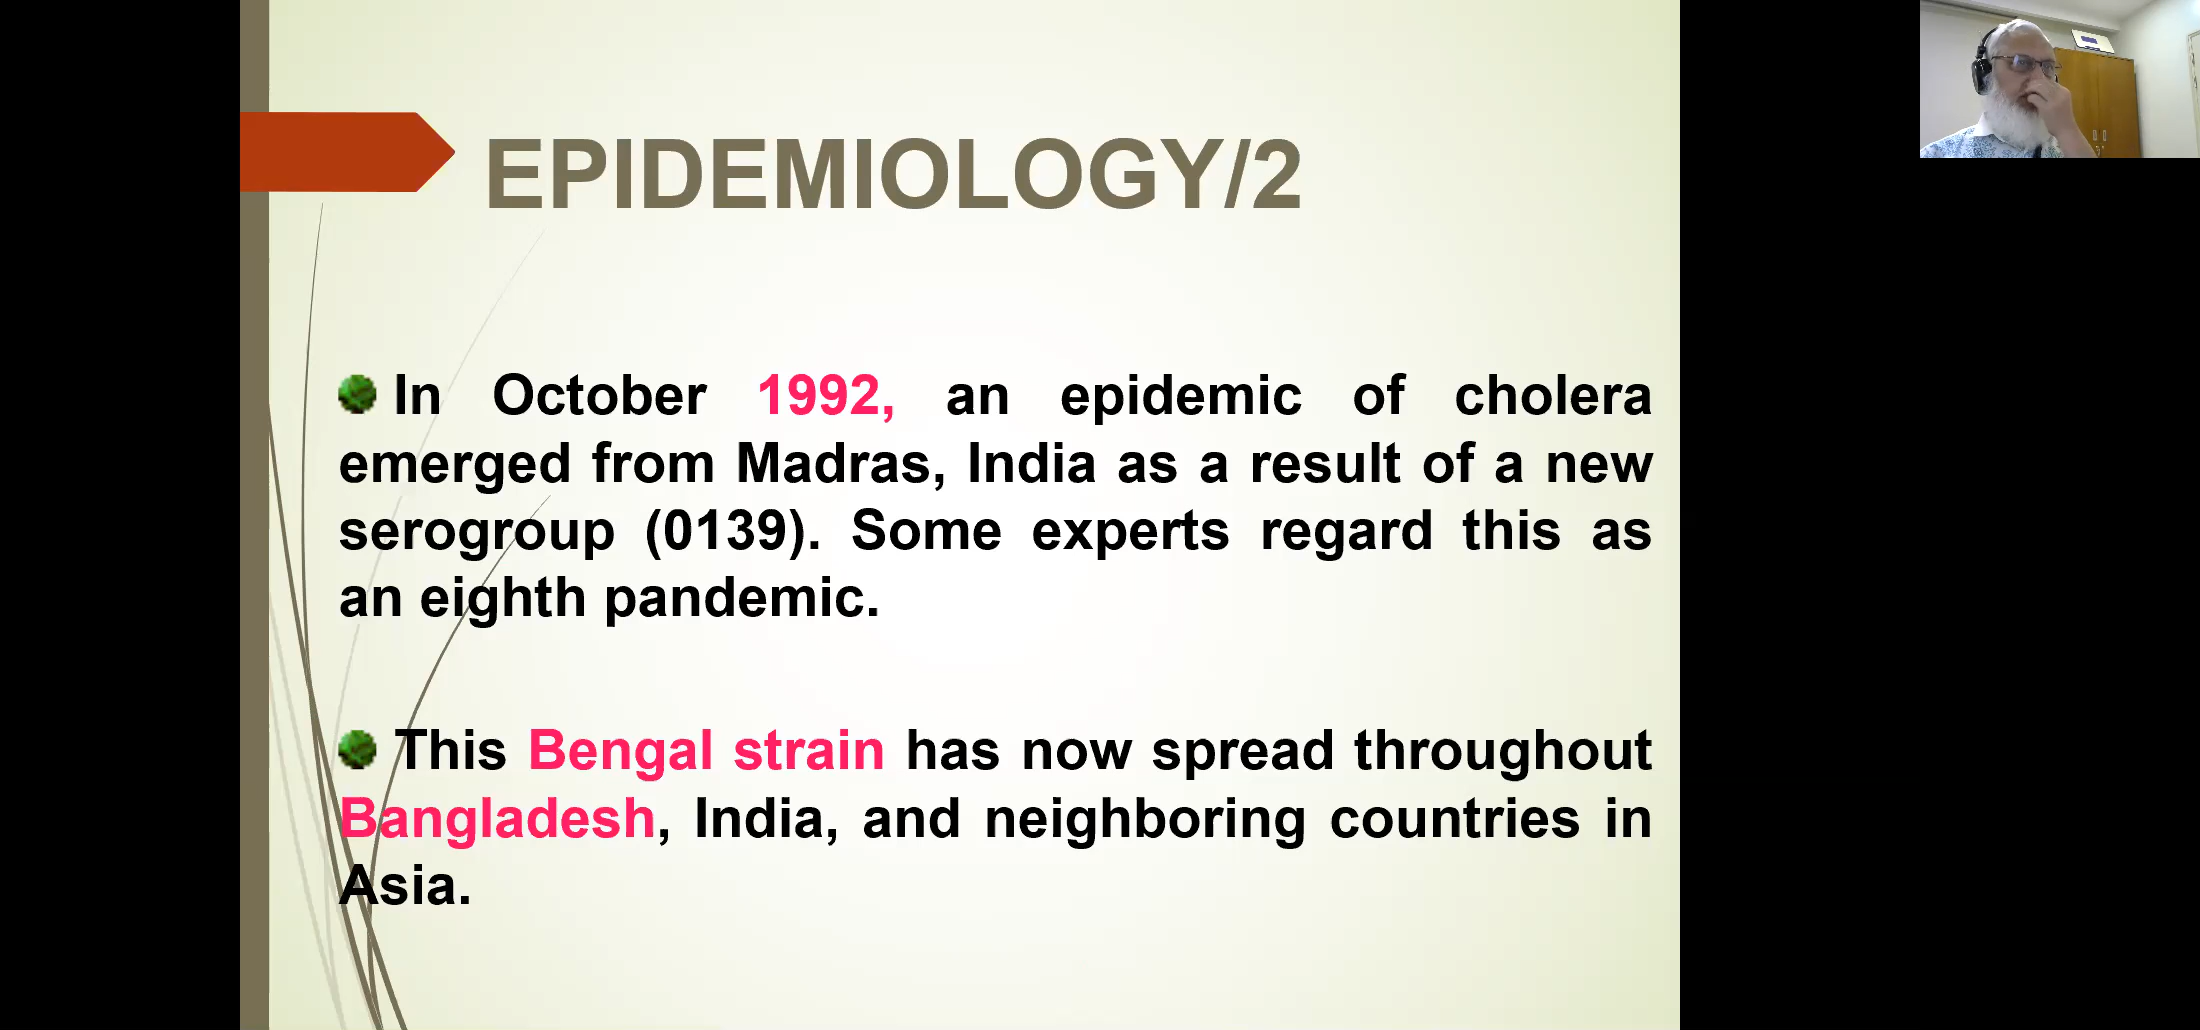 EPIDEMIOLOGY/2
In October 1992, an epidemic of cholera
emerged from Madras, India as a result of a new
serogroup (0139). Some experts regard this as
an eighth pandemic.
This Bengal strain has now spread throughout
Bangladesh, India, and neighboring countries in
Asia.